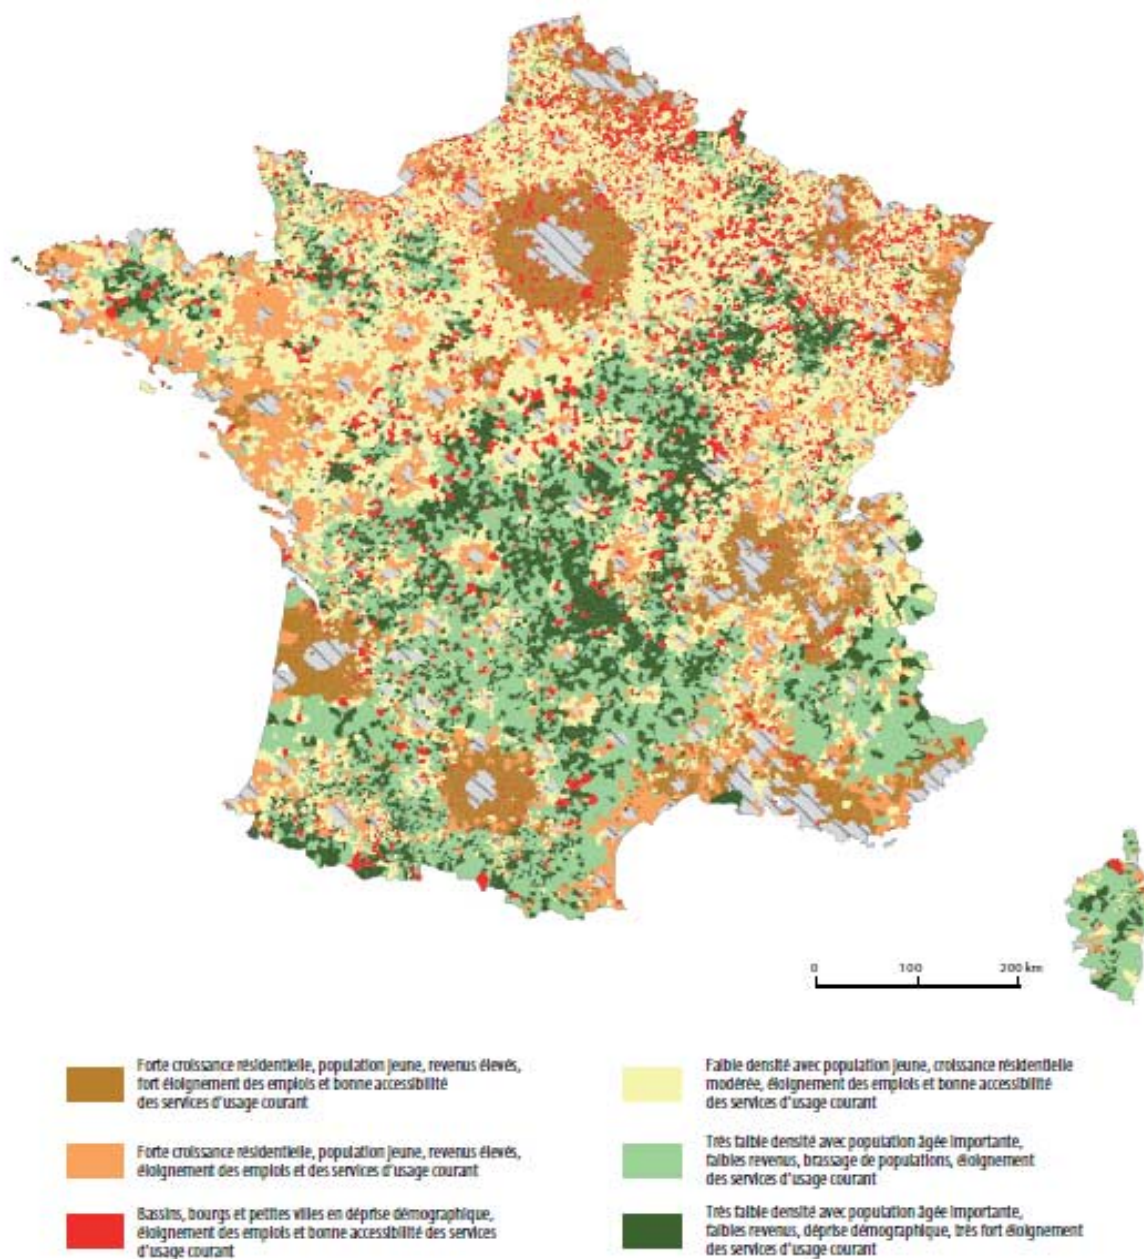 0 100 200 km
Forte croissance résidentielle, population jeune, revenus élevés,
fort éloignement des emplois et bonne accessibilité
des services d'usage courant
Forte croissance résidentielle, population jeune, revenus élevés,
éloignement des emplois et des services d'usage courant
Bassins, bourgs et petites villes en déprise démographique,
éloignement des emplois et bonne accessibilité des services
d'usage courant
Faible densité avec population jeune, croissance résidentielle
modérée, éloignement des emplois et bonne accessibilité
des services d'usage courant
Très faible densité avec population âgée importante,
faibles revenus, brassage de populations, éloignement
des services d'usage courant
Très faible densité avec population âgée importante,
faibles revenus, déprise démographique, très fort éloignement
des services d'usage courant